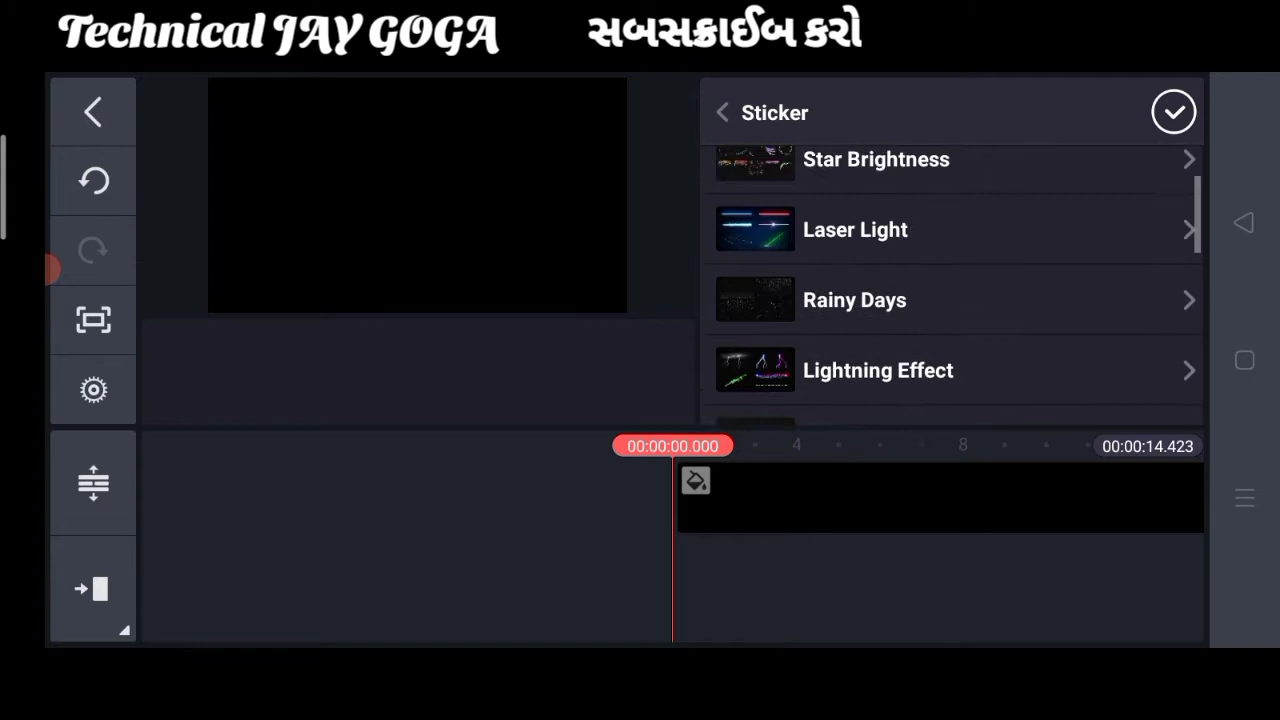 Technical JAY GOGA સબસક્રાઈબ કરો
Sticker
Star Brightness
Laser Light
Rainy Days
Lightning Effect
00:00:00.000 4 8 00:00:14.423